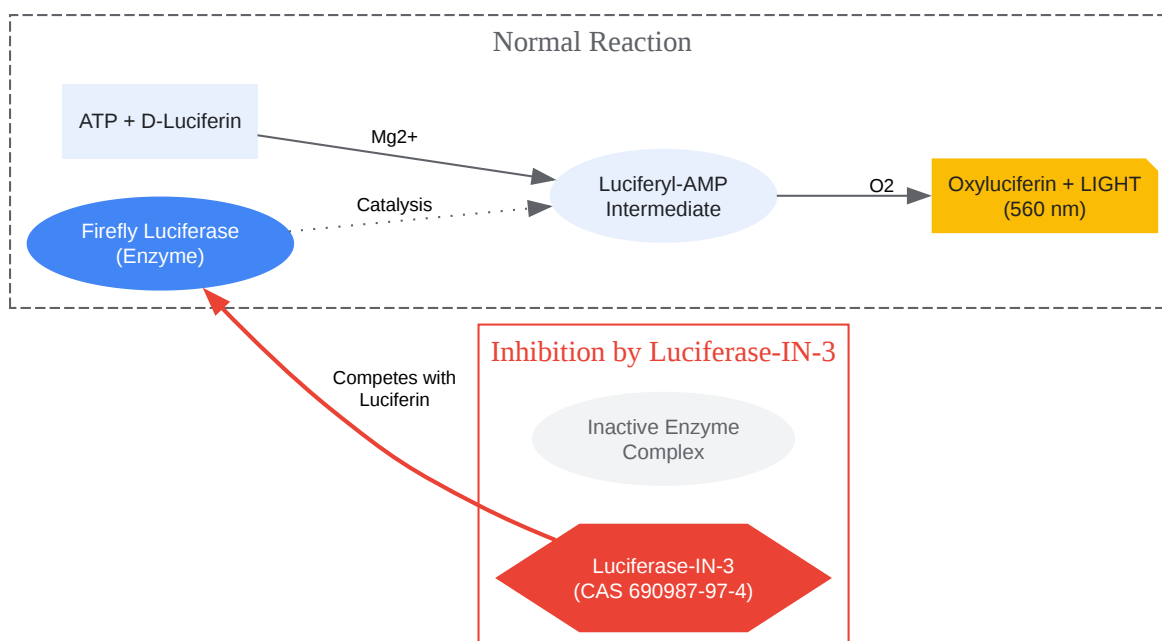 Normal Reaction
ATP + D-Luciferin
Mg2+
Luciferyl-AMP
Intermediate
O2
Oxyluciferin + LIGHT
(560 nm)
Catalysis
Firefly Luciferase
(Enzyme)
Inhibition by Luciferase-IN-3
Competes with
Luciferin
Inactive Enzyme
Complex
Luciferase-IN-3
(CAS 690987-97-4)